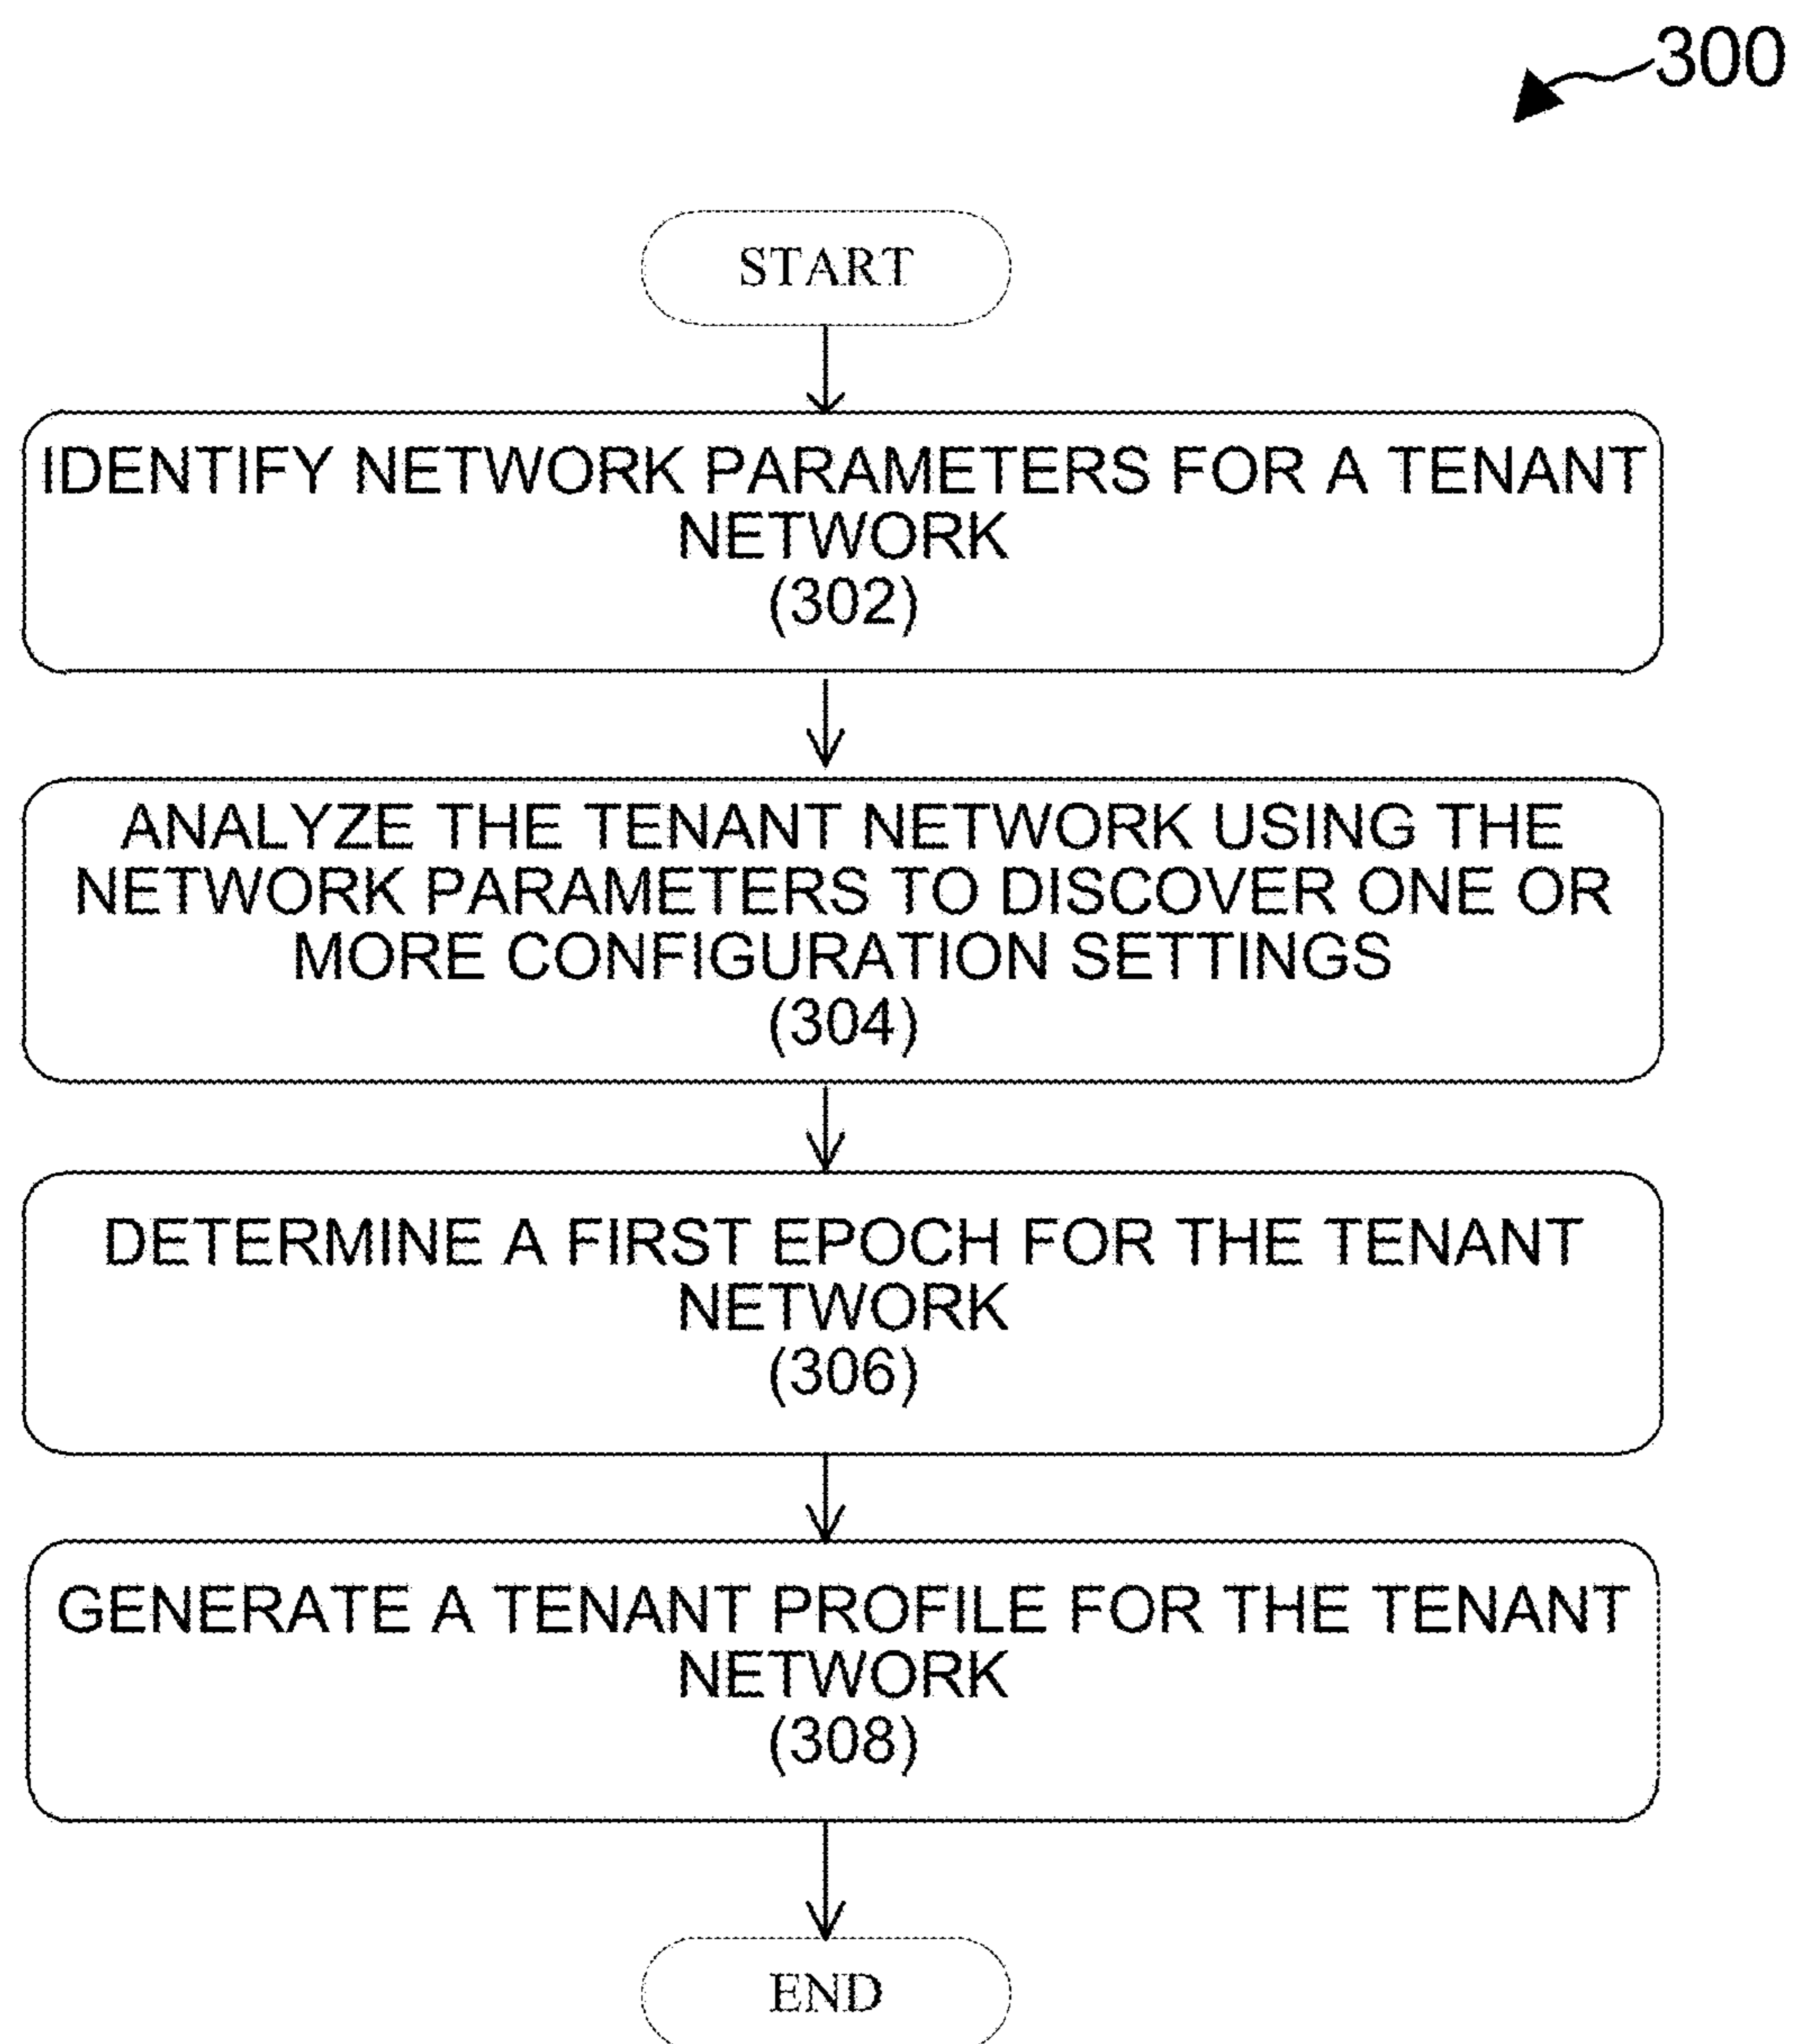 300
START
IDENTIFY NETWORK PARAMETERS FOR A TENANT
NETWORK
(302)
ANALYZE THE TENANT NETWORK USING THE
NETWORK PARAMETERS TO DISCOVER ONE OR
MORE CONFIGURATION SETTINGS
(304)
DETERMINE A FIRST EPOCH FOR THE TENANT
NETWORK
(306)
GENERATE A TENANT PROFILE FOR THE TENANT
NETWORK
(308)
END